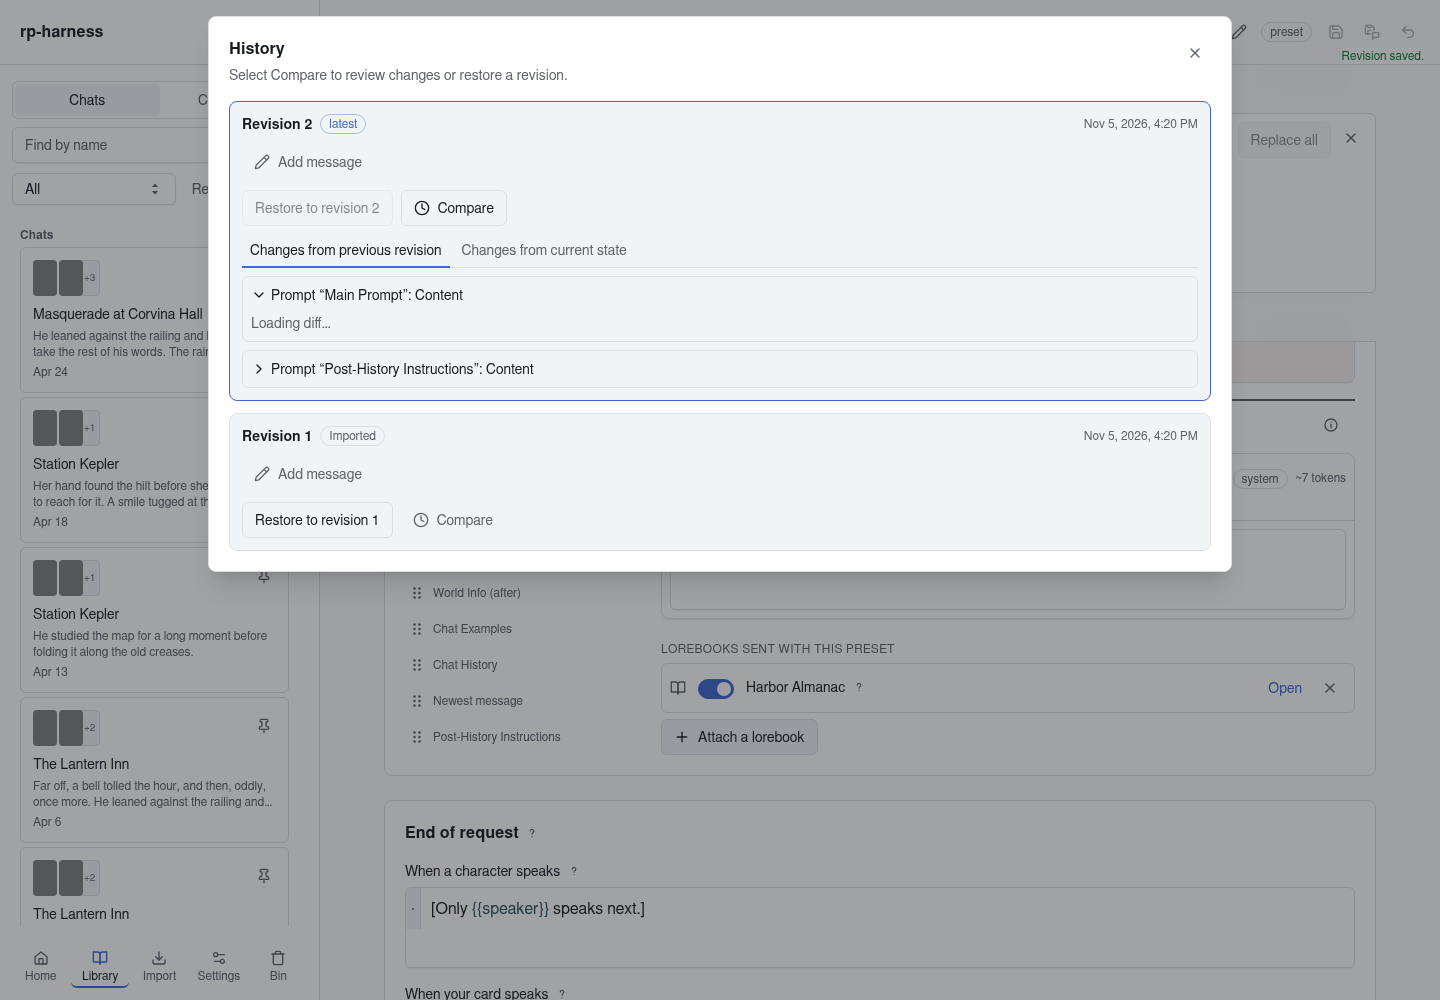 rp-harness
Chats
C
Find by name
All
Re
Chats
+3
Masquerade at Corvina Hall
He leaned against the railing and l
take the rest of his words. The rair
Apr 24
+1
Station Kepler
Her hand found the hilt before she
to reach for it. A smile tugged at th
Apr 18
+1
Station Kepler
He studied the map for a long moment before
folding it along the old creases.
Apr 13
+2
The Lantern Inn
Far off, a bell tolled the hour, and then, oddly,
once more. He leaned against the railing and...
Apr 6
+2
The Lantern Inn
Home
Library
Import
Settings
Bin
History
Select Compare to review changes or restore a revision.
Revision 2
latest
Nov 5, 2026, 4:20 PM
Add message
Restore to revision 2
Compare
Changes from previous revision
Changes from current state
Prompt “Main Prompt”: Content
Loading diff...
Prompt “Post-History Instructions”: Content
Revision 1
Imported
Nov 5, 2026, 4:20 PM
Add message
Restore to revision 1
Compare
preset
Revision saved.
Replace all
system
~7 tokens
World Info (after)
Chat Examples
Chat History
Newest message
Post-History Instructions
LOREBOOKS SENT WITH THIS PRESET
Harbor Almanac ?
Open
Attach a lorebook
End of request ?
When a character speaks ?
[Only {{speaker}} speaks next.]
When your card speaks ?